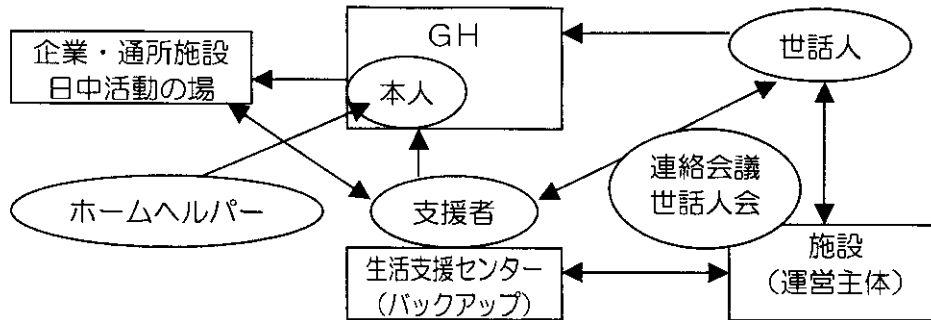 GH
企業・通所施設
日中活動の場
世話人
本人
連絡会議
世話人会
ホームヘルパー
支援者
生活支援センター
（バックアップ）
施設
（運営主体）